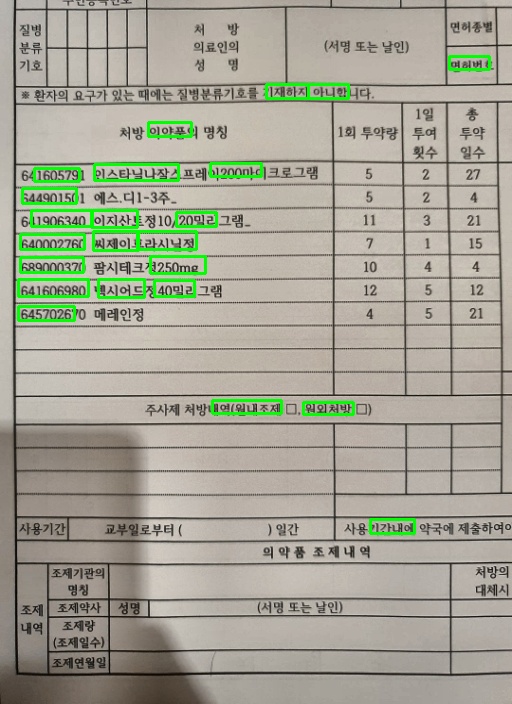 질병 분류 기호
처 방 의료인의 성 명
(서명 또는 날인)
면허종별
면허번호
※ 환자의 요구가 있는 때에는 질병분류기호를 기재하지 아니합니다.
처방 의약품의 명칭 1회 투약량 1일 투여 횟수 총 투약 일수
641605791 인스타닐나잘스프레이200마이크로그램 5 2 27
644901501 에스.디1-3주_ 5 2 4
641906340 이지산트정10/20밀리그램_ 11 3 21
640002760 씨제이트라시닐정 7 1 15
689000370 팜시테크정250mg 10 4 4
641606980 벡시어드정40밀리그램 12 5 12
645702670 메레인정 4 5 21
주사제 처방내역(원내조제 □, 원외처방 □)
사용기간 교부일로부터 ( ) 일간 사용기간내에 약국에 제출하여야
의 약 품 조 제 내 역
조제 내역
조제기관의 명칭 처방의 대체시
조제약사 성명 (서명 또는 날인)
조제량 (조제일수)
조제연월일